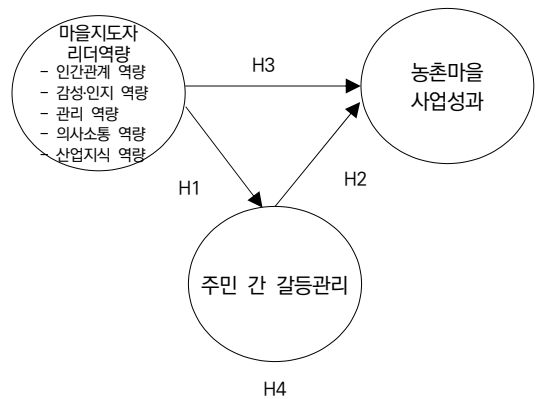 마을지도자
리더역량
- 인간관계 역량
- 감성·인지 역량
- 관리 역량
- 의사소통 역량
- 산업지식 역량
H3
농촌마을
사업성과
H1
H2
주민 간 갈등관리
H4